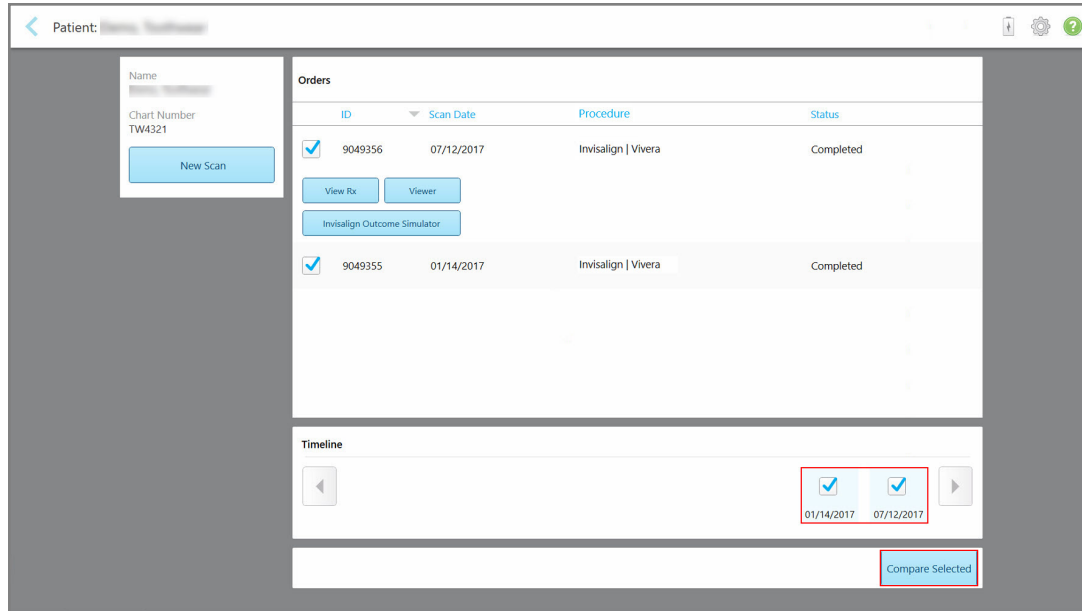 Patient:
Name
Chart Number
TW4321
New Scan
Orders
ID Scan Date Procedure Status
9049356 07/12/2017 Invisalign | Vivera Completed
View Rx Viewer
Invisalign Outcome Simulator
9049355 01/14/2017 Invisalign | Vivera Completed
Timeline
01/14/2017 07/12/2017
Compare Selected